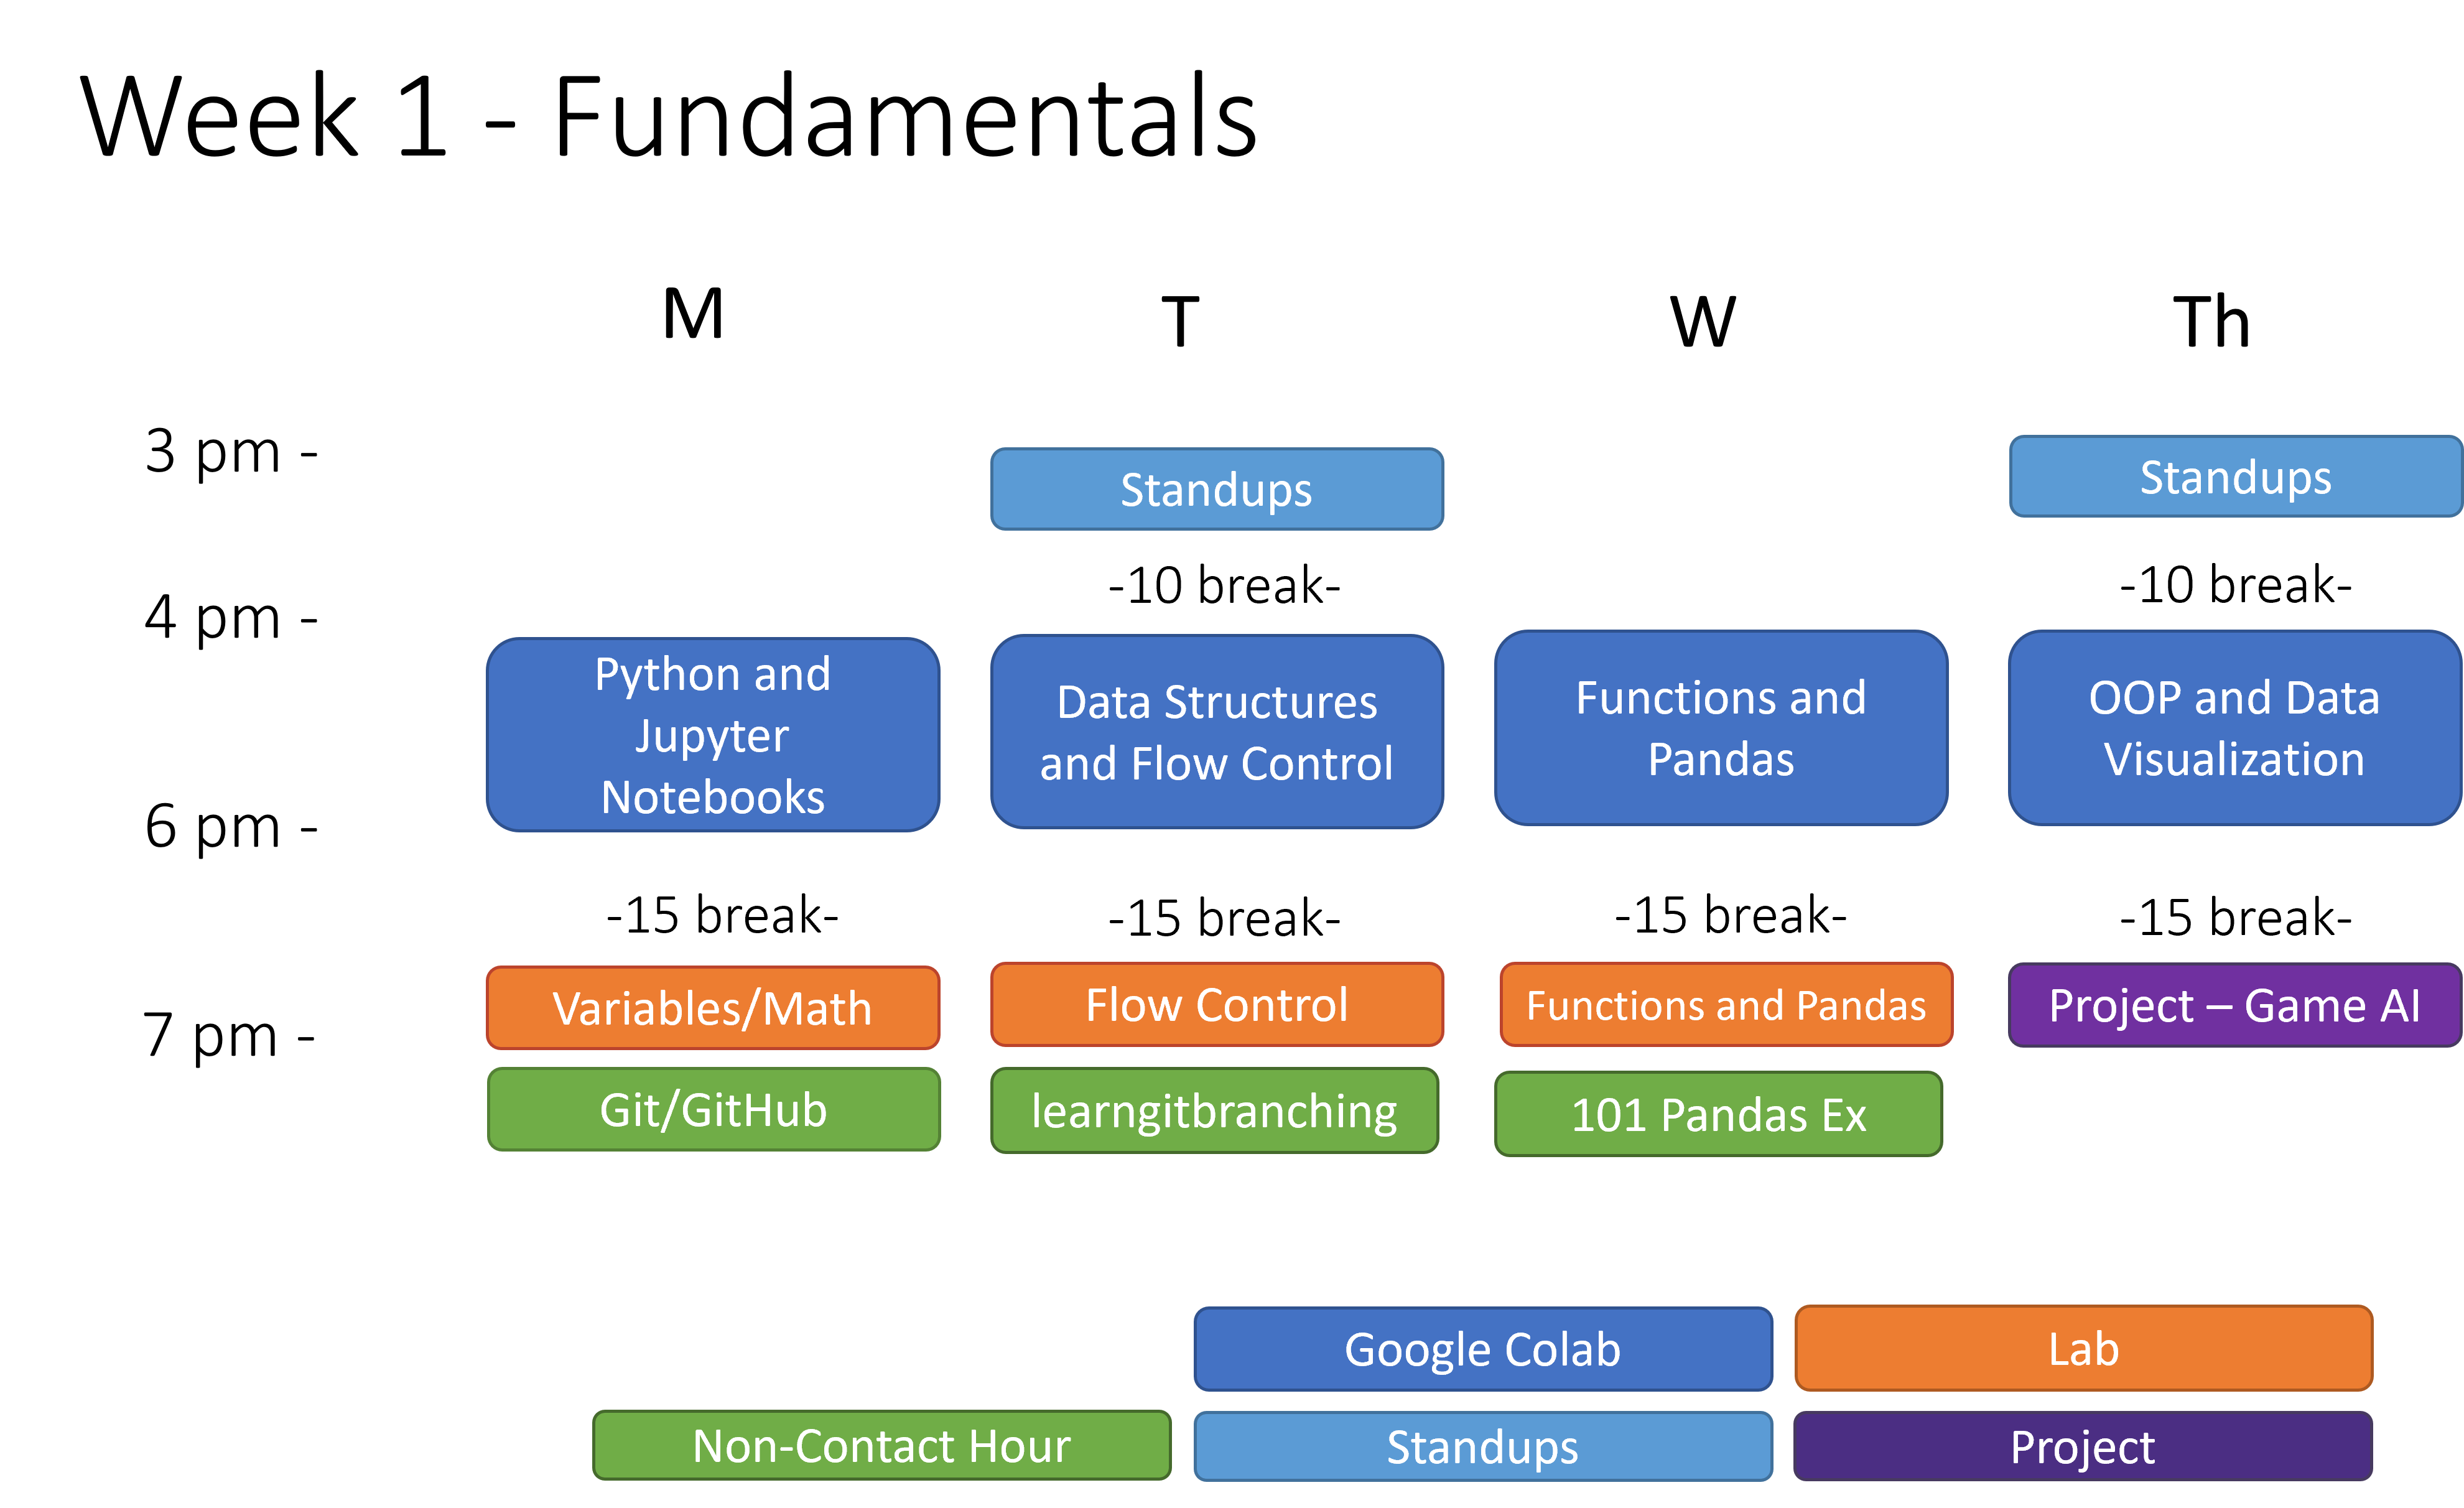 Week 1 - Fundamentals
M
T
W
Th
3 pm -
Standups
Standups
-10 break-
-10 break-
4 pm -
Python and
Jupyter
Notebooks
Data Structures
and Flow Control
Functions and
Pandas
OOP and Data
Visualization
6 pm -
-15 break-
-15 break-
-15 break-
-15 break-
Variables/Math
Flow Control
Functions and Pandas
Project – Game AI
7 pm -
Git/GitHub
learngitbranching
101 Pandas Ex
Google Colab
Lab
Non-Contact Hour
Standups
Project